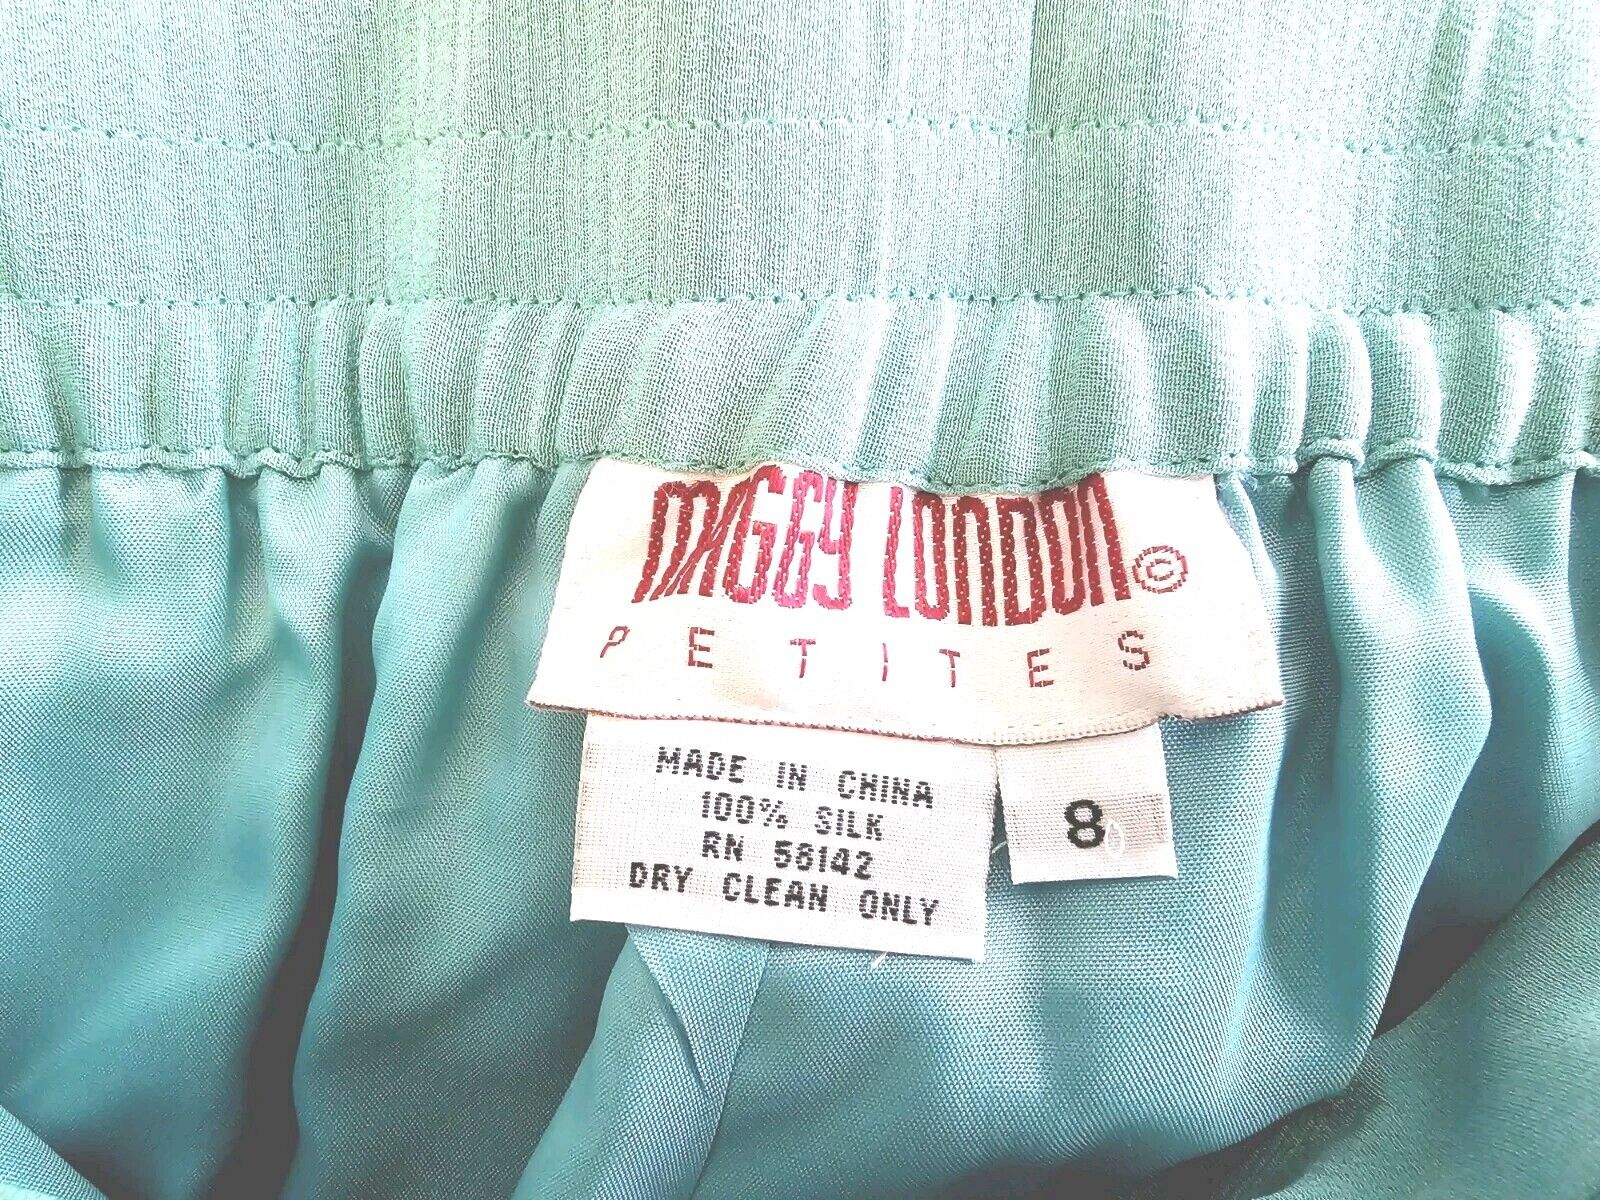 MAGGY LONDON ©
PETITES
MADE IN CHINA
100% SILK
RN 58142
DRY CLEAN ONLY
8